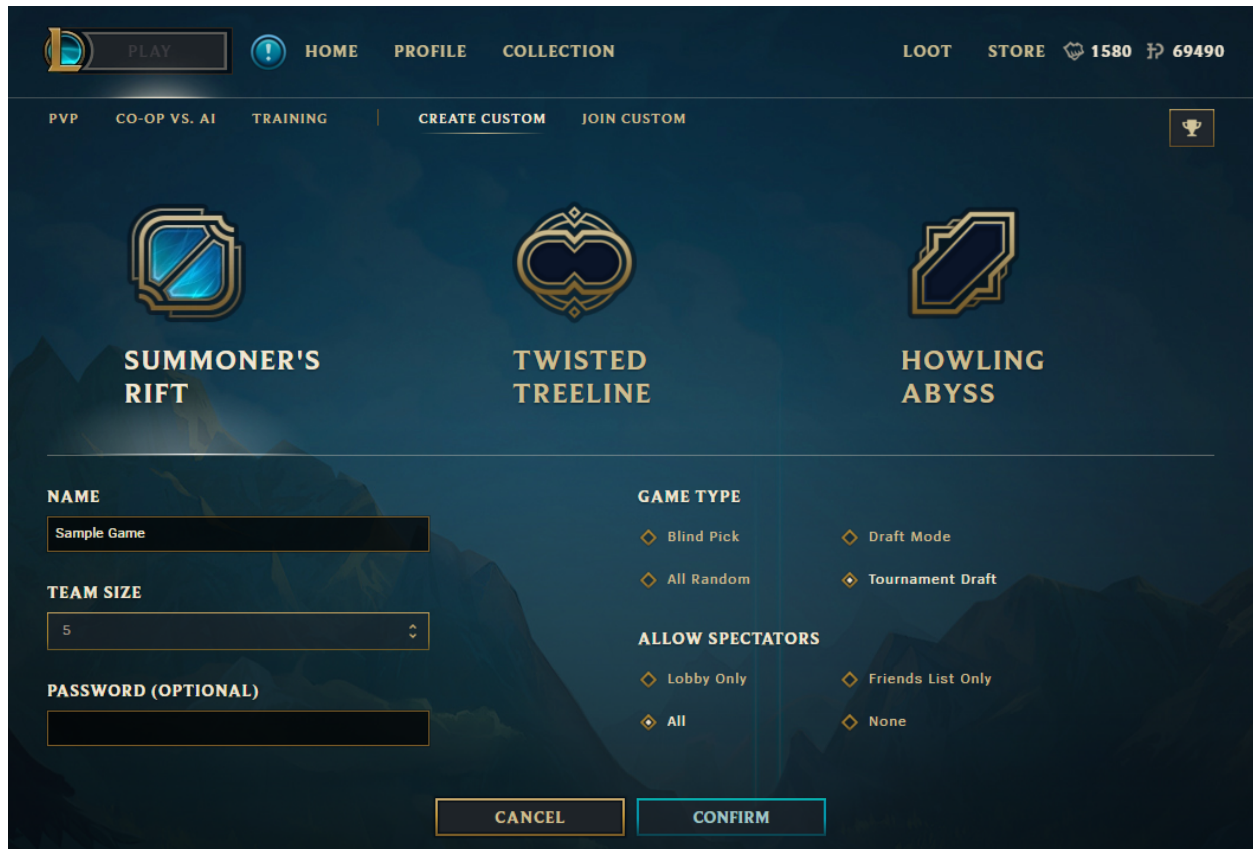 PLAY
HOME PROFILE COLLECTION LOOT STORE 1580 69490
PVP CO-OP VS. AI TRAINING CREATE CUSTOM JOIN CUSTOM
SUMMONER'S
RIFT
TWISTED
TREELINE
HOWLING
ABYSS
NAME
Sample Game
TEAM SIZE
5
PASSWORD (OPTIONAL)
GAME TYPE
Blind Pick Draft Mode
All Random Tournament Draft
ALLOW SPECTATORS
Lobby Only Friends List Only
All None
CANCEL CONFIRM